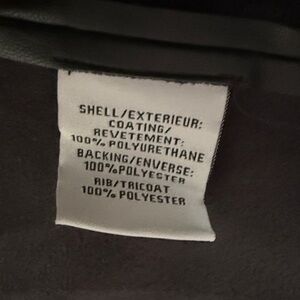 SHELL/EXTERIEUR:
COATING/
REVETEMENT:
100% POLYURETHANE
BACKING/ENVERSE:
100% POLYESTER
RIB/TRICOAT
100% POLYESTER